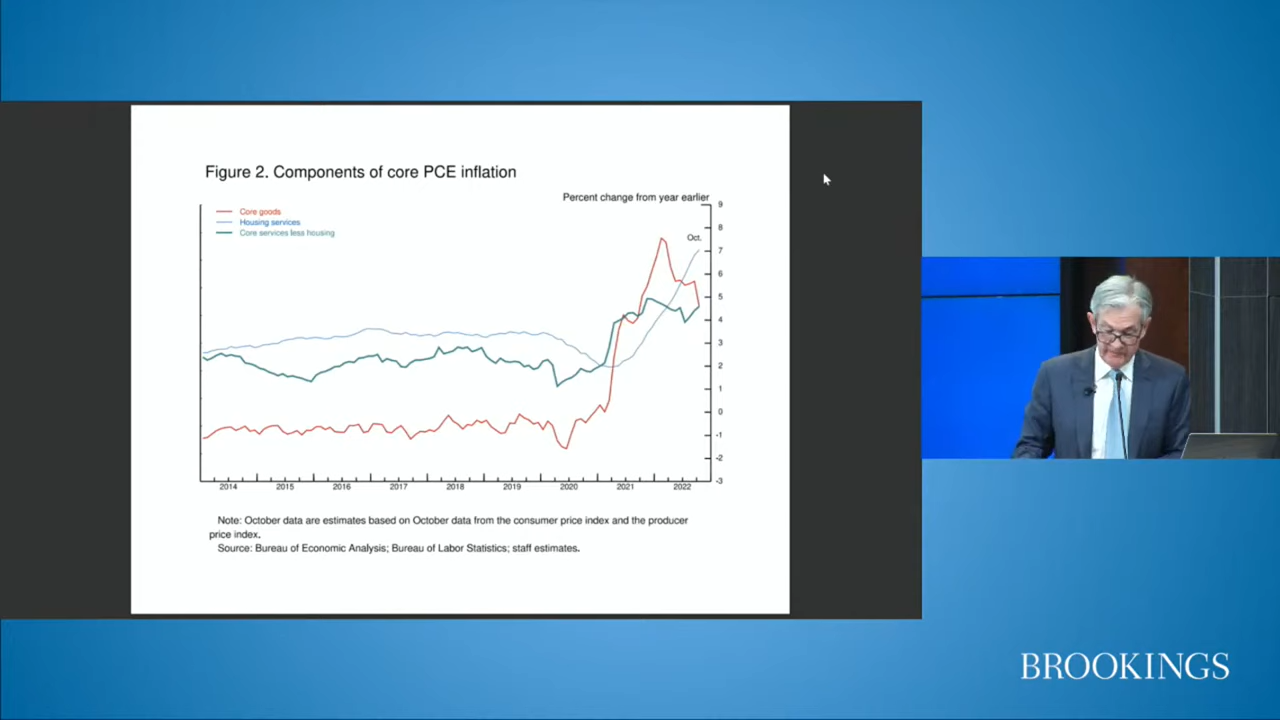 Figure 2. Components of core PCE inflation
Percent change from year earlier
Core goods
Housing services
Core services less housing
Oct.
9
8
7
6
5
4
3
2
1
0
-1
-2
-3
2014 2015 2016 2017 2018 2019 2020 2021 2022
Note: October data are estimates based on October data from the consumer price index and the producer
price index.
Source: Bureau of Economic Analysis; Bureau of Labor Statistics; staff estimates.
BROOKINGS